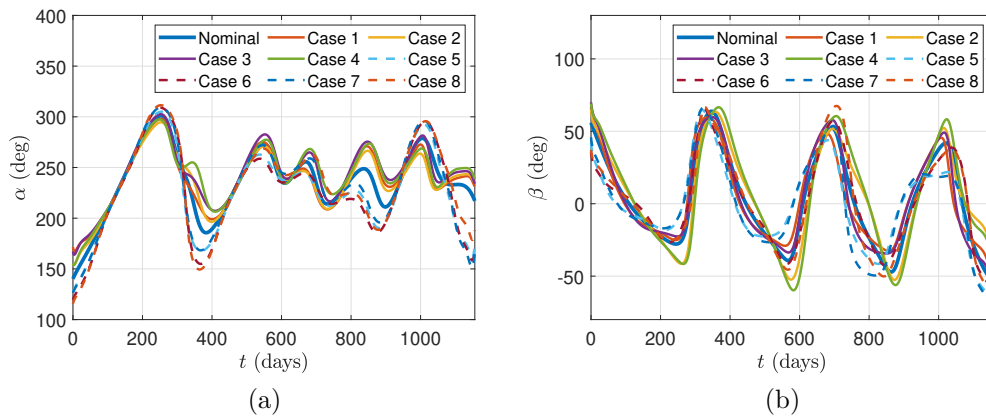 400
350
300
250
200
150
100
α (deg)
Nominal Case 1 Case 2
Case 3 Case 4 Case 5
Case 6 Case 7 Case 8
0 200 400 600 800 1000
t (days)
(a)
100
50
0
-50
β (deg)
Nominal Case 1 Case 2
Case 3 Case 4 Case 5
Case 6 Case 7 Case 8
0 200 400 600 800 1000
t (days)
(b)